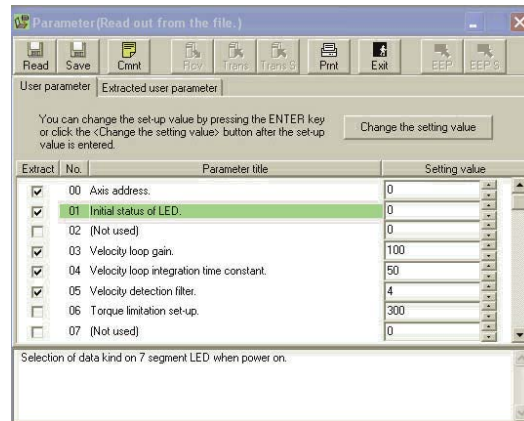 Parameter(Read out from the file.)
Read Save Cmnt Rcv Trans Trans S Prnt Exit EEP EEP S
User parameter Extracted user parameter
You can change the set-up value by pressing the ENTER key
or click the <Change the setting value> button after the set-up
value is entered.
Change the setting value
Extract No. Parameter title Setting value
00 Axis address. 0
01 Initial status of LED. 0
02 (Not used) 0
03 Velocity loop gain. 100
04 Velocity loop integration time constant. 50
05 Velocity detection filter. 4
06 Torque limitation set-up. 300
07 (Not used) 0
Selection of data kind on 7 segment LED when power on.